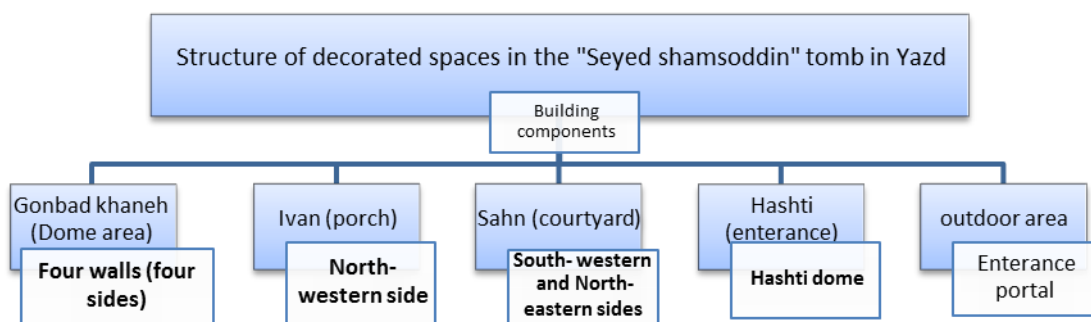 Structure of decorated spaces in the "Seyed shamsoddin" tomb in Yazd
Building
components
Gonbad khaneh
(Dome area)
Four walls (four
sides)
Ivan (porch)
North-
western side
Sahn (courtyard)
South- western
and North-
eastern sides
Hashti
(enterance)
Hashti dome
outdoor area
Enterance
portal